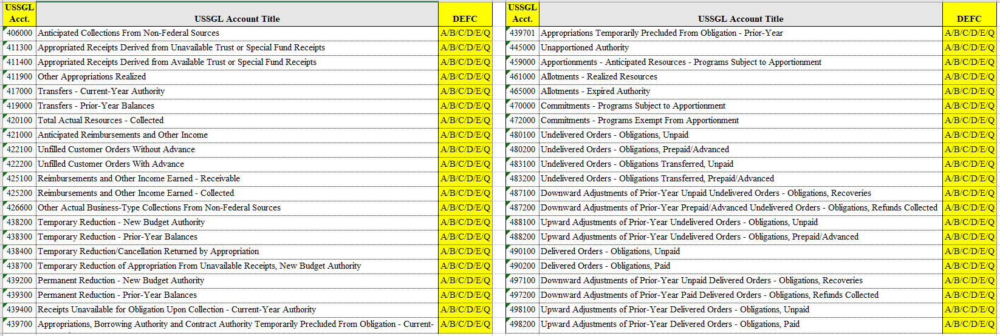 USSGL Acct. USSGL Account Title DEFC
406000 Anticipated Collections From Non-Federal Sources A/B/C/D/E/Q
411300 Appropriated Receipts Derived from Unavailable Trust or Special Fund Receipts A/B/C/D/E/Q
411400 Appropriated Receipts Derived from Available Trust or Special Fund Receipts A/B/C/D/E/Q
411900 Other Appropriations Realized A/B/C/D/E/Q
417000 Transfers - Current-Year Authority A/B/C/D/E/Q
419000 Transfers - Prior-Year Balances A/B/C/D/E/Q
420100 Total Actual Resources - Collected A/B/C/D/E/Q
421000 Anticipated Reimbursements and Other Income A/B/C/D/E/Q
422100 Unfilled Customer Orders Without Advance A/B/C/D/E/Q
422200 Unfilled Customer Orders With Advance A/B/C/D/E/Q
425100 Reimbursements and Other Income Earned - Receivable A/B/C/D/E/Q
425200 Reimbursements and Other Income Earned - Collected A/B/C/D/E/Q
426600 Other Actual Business-Type Collections From Non-Federal Sources A/B/C/D/E/Q
438200 Temporary Reduction - New Budget Authority A/B/C/D/E/Q
438300 Temporary Reduction - Prior-Year Balances A/B/C/D/E/Q
438400 Temporary Reduction/Cancellation Returned by Appropriation A/B/C/D/E/Q
438700 Temporary Reduction of Appropriation From Unavailable Receipts, New Budget Authority A/B/C/D/E/Q
439200 Permanent Reduction - New Budget Authority A/B/C/D/E/Q
439300 Permanent Reduction - Prior-Year Balances A/B/C/D/E/Q
439400 Receipts Unavailable for Obligation Upon Collection - Current-Year Authority A/B/C/D/E/Q
439700 Appropriations, Borrowing Authority and Contract Authority Temporarily Precluded From Obligation - Current- A/B/C/D/E/Q
USSGL Acct. USSGL Account Title DEFC
439701 Appropriations Temporarily Precluded From Obligation - Prior-Year A/B/C/D/E/Q
445000 Unapportioned Authority A/B/C/D/E/Q
459000 Apportionments - Anticipated Resources - Programs Subject to Apportionment A/B/C/D/E/Q
461000 Allotments - Realized Resources A/B/C/D/E/Q
465000 Allotments - Expired Authority A/B/C/D/E/Q
470000 Commitments - Programs Subject to Apportionment A/B/C/D/E/Q
472000 Commitments - Programs Exempt From Apportionment A/B/C/D/E/Q
480100 Undelivered Orders - Obligations, Unpaid A/B/C/D/E/Q
480200 Undelivered Orders - Obligations, Prepaid/Advanced A/B/C/D/E/Q
483100 Undelivered Orders - Obligations Transferred, Unpaid A/B/C/D/E/Q
483200 Undelivered Orders - Obligations Transferred, Prepaid/Advanced A/B/C/D/E/Q
487100 Downward Adjustments of Prior-Year Unpaid Undelivered Orders - Obligations, Recoveries A/B/C/D/E/Q
487200 Downward Adjustments of Prior-Year Prepaid/Advanced Undelivered Orders - Obligations, Refunds Collected A/B/C/D/E/Q
488100 Upward Adjustments of Prior-Year Undelivered Orders - Obligations, Unpaid A/B/C/D/E/Q
488200 Upward Adjustments of Prior-Year Undelivered Orders - Obligations, Prepaid/Advanced A/B/C/D/E/Q
490100 Delivered Orders - Obligations, Unpaid A/B/C/D/E/Q
490200 Delivered Orders - Obligations, Paid A/B/C/D/E/Q
497100 Downward Adjustments of Prior-Year Unpaid Delivered Orders - Obligations, Recoveries A/B/C/D/E/Q
497200 Downward Adjustments of Prior-Year Paid Delivered Orders - Obligations, Refunds Collected A/B/C/D/E/Q
498100 Upward Adjustments of Prior-Year Delivered Orders - Obligations, Unpaid A/B/C/D/E/Q
498200 Upward Adjustments of Prior-Year Delivered Orders - Obligations, Paid A/B/C/D/E/Q